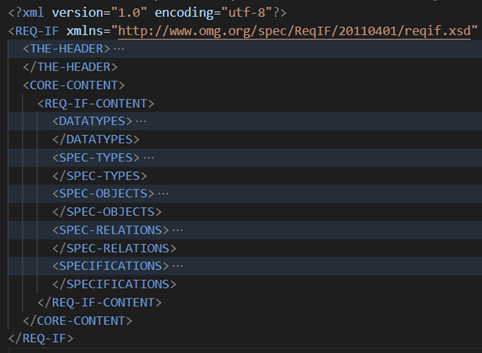 <?xml version="1.0" encoding="utf-8"?>
<REQ-IF xmlns="http://www.omg.org/spec/ReqIF/20110401/reqif.xsd"
<THE-HEADER>…
</THE-HEADER>
<CORE-CONTENT>
<REQ-IF-CONTENT>
<DATATYPES>…
</DATATYPES>
<SPEC-TYPES>…
</SPEC-TYPES>
<SPEC-OBJECTS>…
</SPEC-OBJECTS>
<SPEC-RELATIONS>…
</SPEC-RELATIONS>
<SPECIFICATIONS>…
</SPECIFICATIONS>
</REQ-IF-CONTENT>
</CORE-CONTENT>
</REQ-IF>